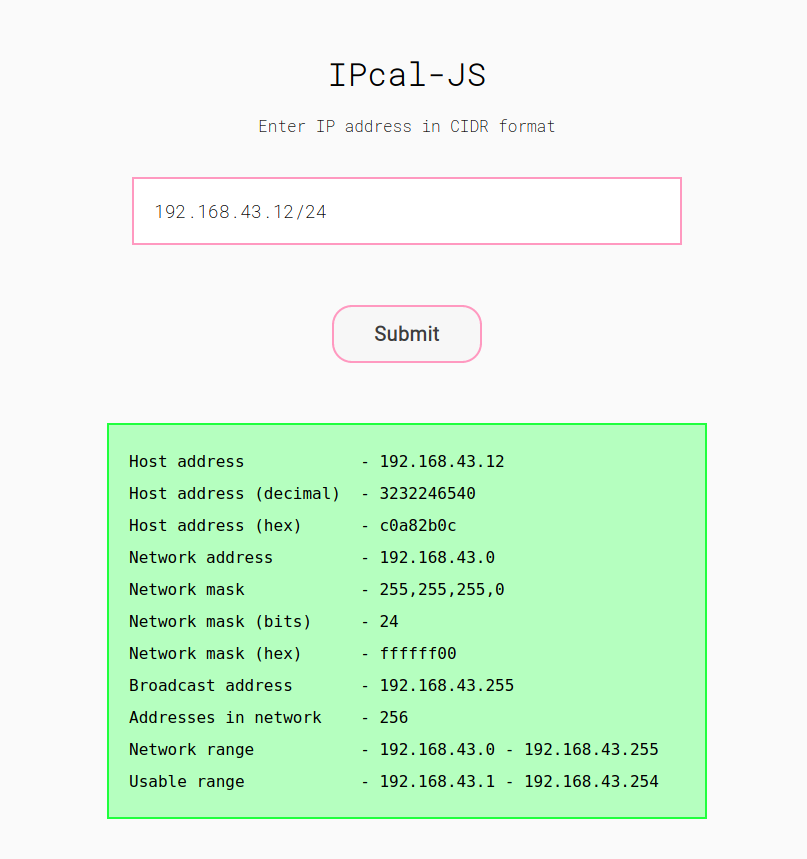 IPcal-JS
Enter IP address in CIDR format
192.168.43.12/24
Submit
Host address - 192.168.43.12
Host address (decimal) - 3232246540
Host address (hex) - c0a82b0c
Network address - 192.168.43.0
Network mask - 255,255,255,0
Network mask (bits) - 24
Network mask (hex) - ffffff00
Broadcast address - 192.168.43.255
Addresses in network - 256
Network range - 192.168.43.0 - 192.168.43.255
Usable range - 192.168.43.1 - 192.168.43.254